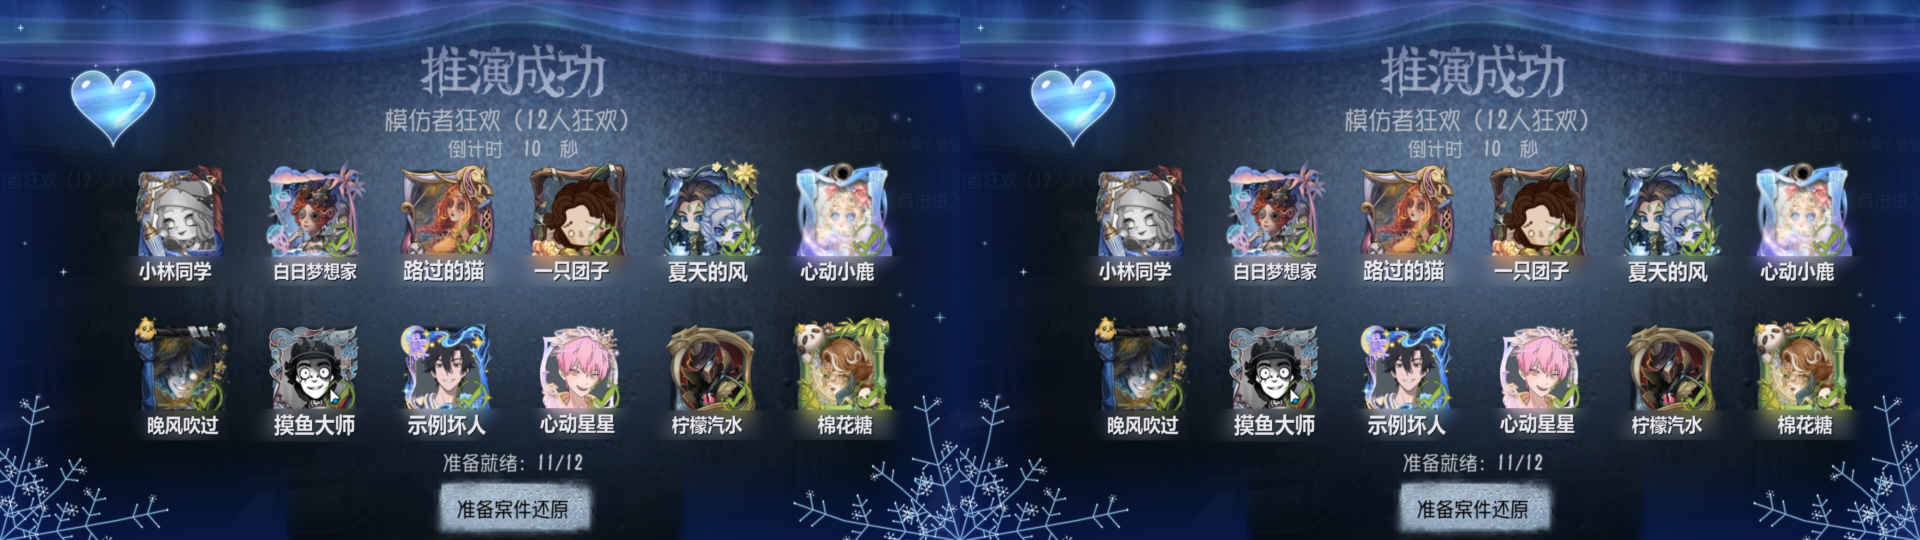 推演成功
模仿者狂欢（12人狂欢）
倒计时 10 秒
小林同学 白日梦想家 路过的猫 一只团子 夏天的风 心动小鹿
晚风吹过 摸鱼大师 示例坏人 心动星星 柠檬汽水 棉花糖
准备就绪：11/12
准备案件还原
推演成功
模仿者狂欢（12人狂欢）
倒计时 10 秒
小林同学 白日梦想家 路过的猫 一只团子 夏天的风 心动小鹿
晚风吹过 摸鱼大师 示例坏人 心动星星 柠檬汽水 棉花糖
准备就绪：11/12
准备案件还原